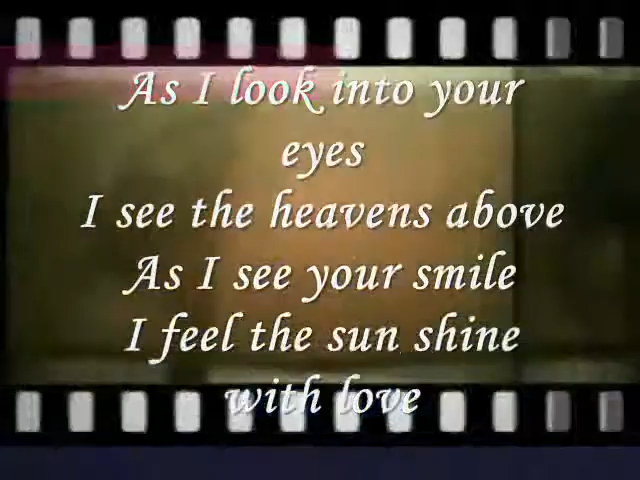 As I look into your
eyes
I see the heavens above
As I see your smile
I feel the sun shine
with love